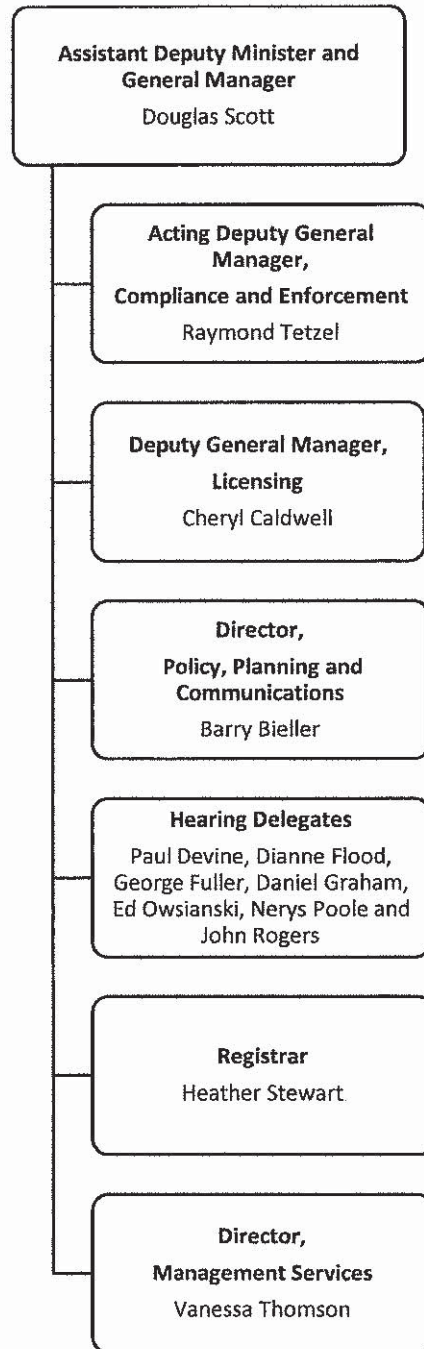 Assistant Deputy Minister and
General Manager
Douglas Scott
Acting Deputy General
Manager,
Compliance and Enforcement
Raymond Tetzel
Deputy General Manager,
Licensing
Cheryl Caldwell
Director,
Policy, Planning and
Communications
Barry Bieller
Hearing Delegates
Paul Devine, Dianne Flood,
George Fuller, Daniel Graham,
Ed Owsianski, Nerys Poole and
John Rogers
Registrar
Heather Stewart
Director,
Management Services
Vanessa Thomson